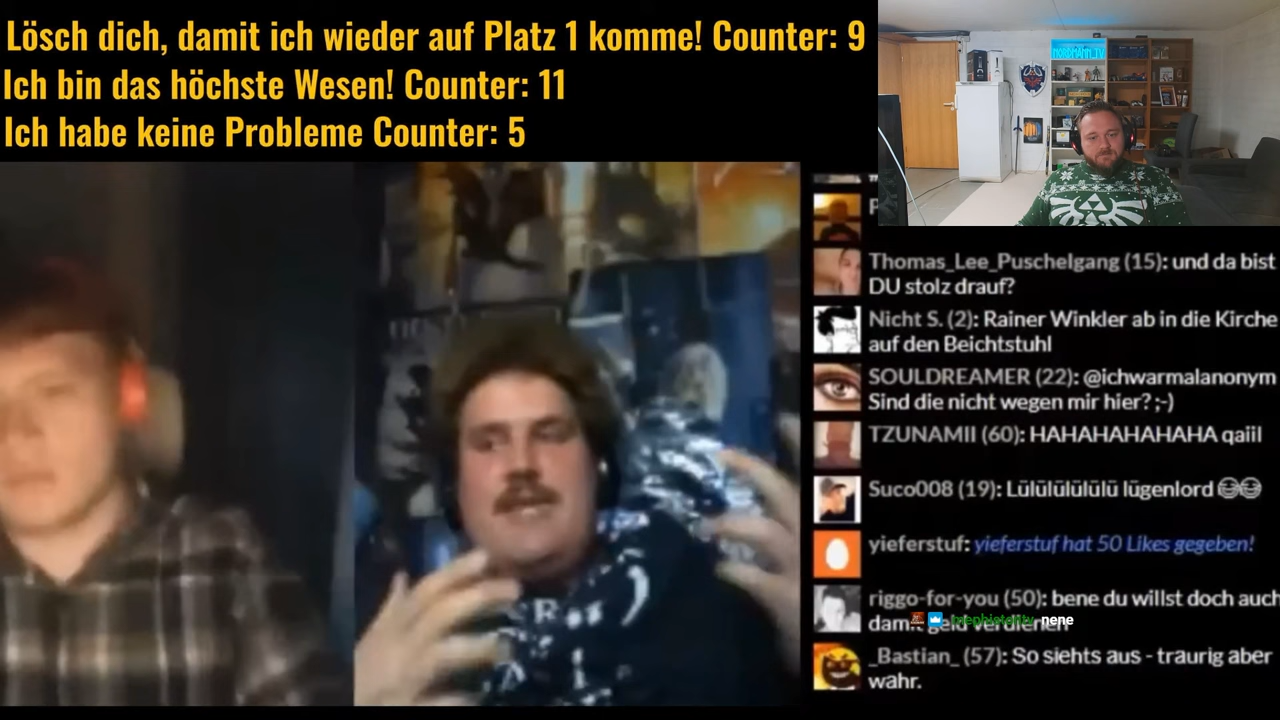 Lösch dich, damit ich wieder auf Platz 1 komme! Counter: 9
Ich bin das höchste Wesen! Counter: 11
Ich habe keine Probleme Counter: 5
NORDMANN_TV
Thomas_Lee_Puschelgang (15): und da bist
DU stolz drauf?
Nicht S. (2): Rainer Winkler ab in die Kirche
auf den Beichtstuhl
SOULDREAMER (22): @ichwarmalanonym
Sind die nicht wegen mir hier? ;-)
TZUNAMII (60): HAHAHAHAHAHA qaiil
Suco008 (19): Lülülülülülü lügenlord 😂😂
yieferstuf: yieferstuf hat 50 Likes gegeben!
riggo-for-you (50): bene du willst doch auch
damit geld verdienen
nene
_Bastian_ (57): So siehts aus - traurig aber
wahr.